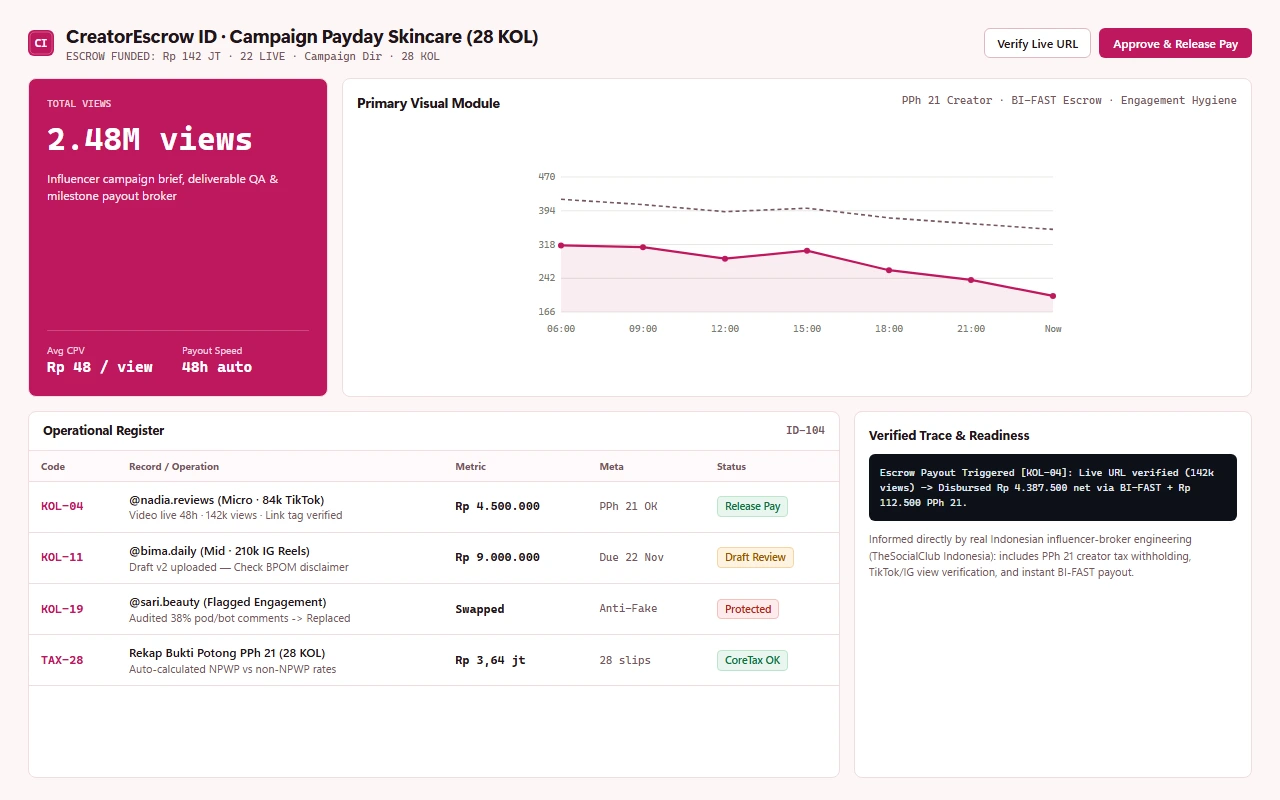 CI
CreatorEscrow ID · Campaign Payday Skincare (28 KOL)
ESCROW FUNDED: Rp 142 JT · 22 LIVE · Campaign Dir · 28 KOL
Verify Live URL
Approve & Release Pay
TOTAL VIEWS
2.48M views
Influencer campaign brief, deliverable QA &
milestone payout broker
Avg CPV
Rp 48 / view
Payout Speed
48h auto
Primary Visual Module
PPh 21 Creator · BI-FAST Escrow · Engagement Hygiene
470
394
318
242
166
06:00 09:00 12:00 15:00 18:00 21:00 Now
Operational Register
ID-104
Code Record / Operation Metric Meta Status
KOL-04
@nadia.reviews (Micro · 84k TikTok)
Video live 48h · 142k views · Link tag verified
Rp 4.500.000
PPh 21 OK
Release Pay
KOL-11
@bima.daily (Mid · 210k IG Reels)
Draft v2 uploaded — Check BPOM disclaimer
Rp 9.000.000
Due 22 Nov
Draft Review
KOL-19
@sari.beauty (Flagged Engagement)
Audited 38% pod/bot comments -> Replaced
Swapped
Anti-Fake
Protected
TAX-28
Rekap Bukti Potong PPh 21 (28 KOL)
Auto-calculated NPWP vs non-NPWP rates
Rp 3,64 jt
28 slips
CoreTax OK
Verified Trace & Readiness
Escrow Payout Triggered [KOL-04]: Live URL verified (142k
views) -> Disbursed Rp 4.387.500 net via BI-FAST + Rp
112.500 PPh 21.
Informed directly by real Indonesian influencer-broker engineering
(TheSocialClub Indonesia): includes PPh 21 creator tax withholding,
TikTok/IG view verification, and instant BI-FAST payout.